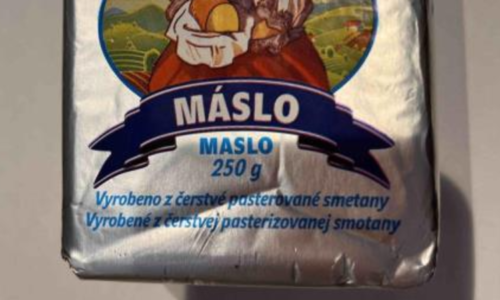 MÁSLO
MASLO
250 g
Vyrobeno z čerstvé pasterované smetany
Vyrobené z čerstvej pasterizovanej smotany